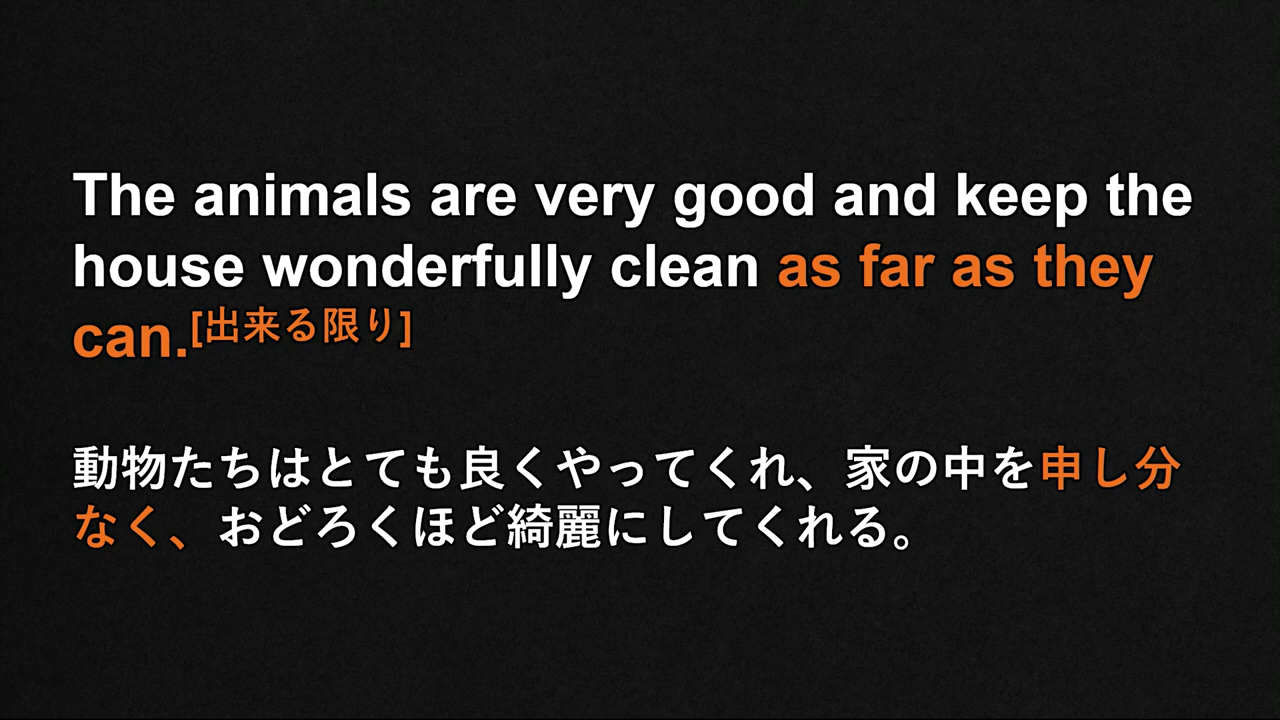 The animals are very good and keep the
house wonderfully clean as far as they
can.[出来る限り]
動物たちはとても良くやってくれ、家の中を申し分
なく、おどろくほど綺麗にしてくれる。